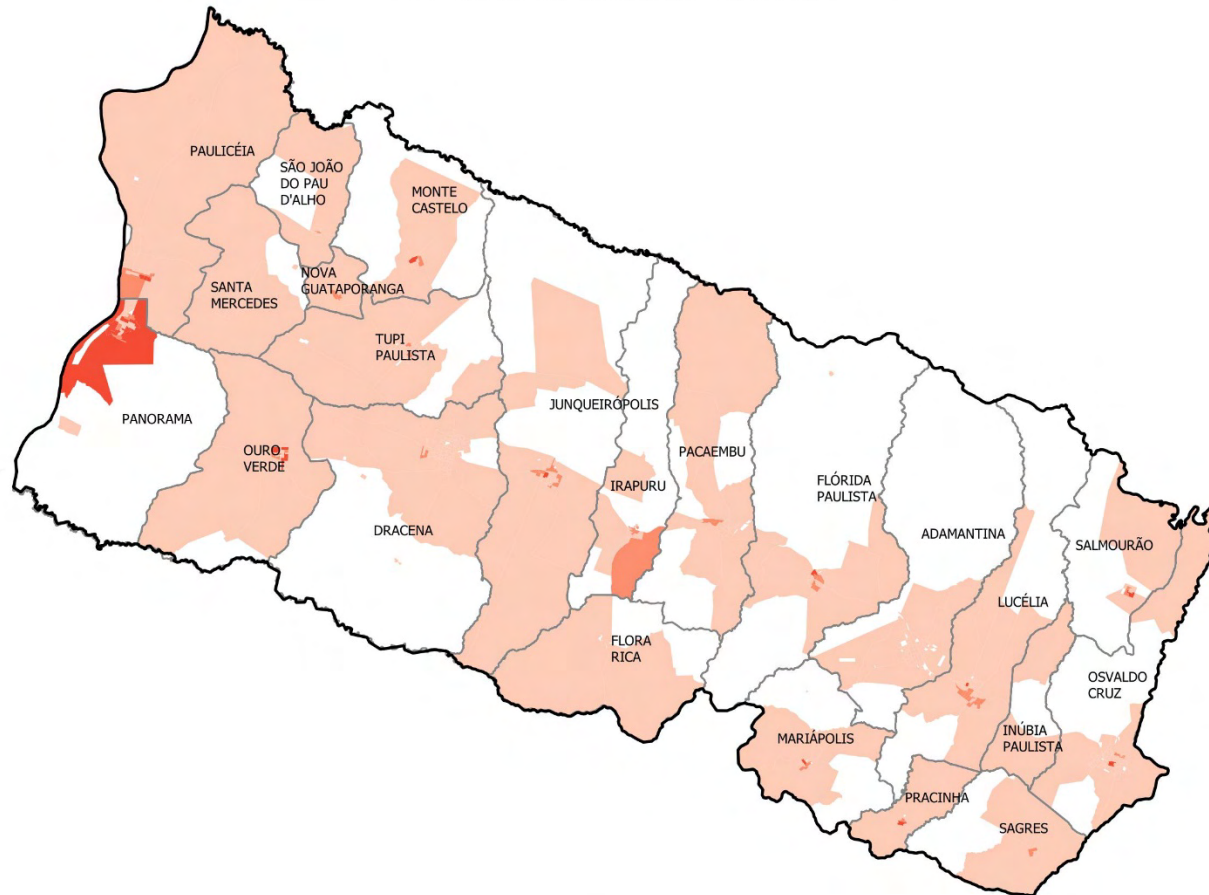 PAULICÉIA
SÃO JOÃO
DO PAU
D'ALHO
MONTE
CASTELO
SANTA
MERCEDES
NOVA
GUATAPORANGA
TUPI
PAULISTA
PANORAMA
JUNQUEIRÓPOLIS
OURO
VERDE
PACAEMBU
IRAPURU
FLÓRIDA
PAULISTA
DRACENA
ADAMANTINA
SALMOURÃO
LUCÉLIA
FLORA
RICA
OSVALDO
CRUZ
MARIÁPOLIS
INÚBIA
PAULISTA
PRACINHA
SAGRES